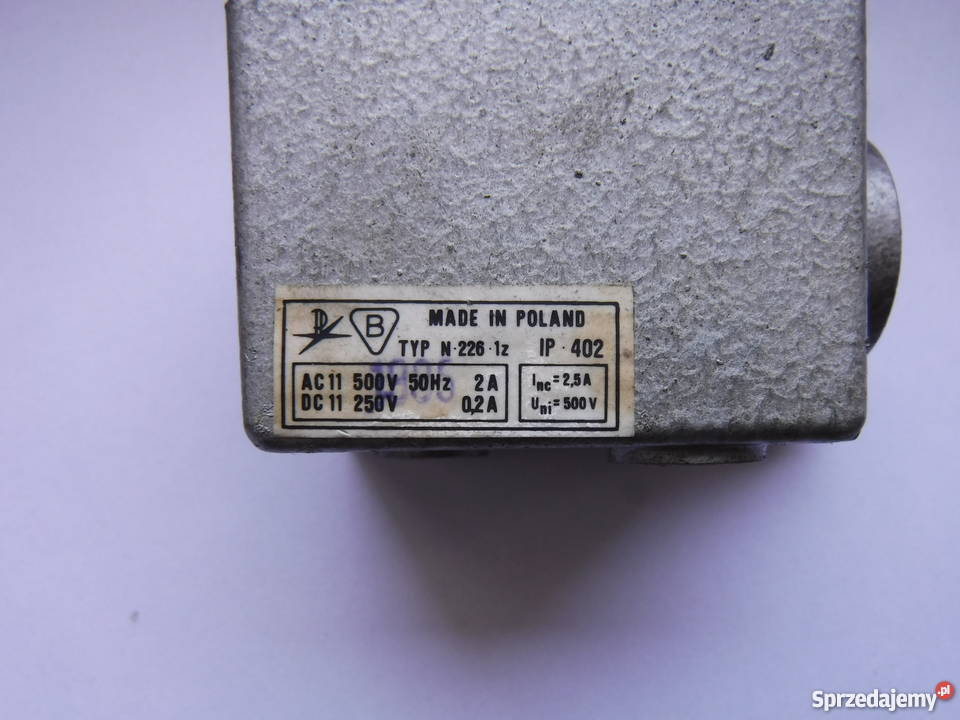 B MADE IN POLAND
TYP N·226·1z IP·402
AC11 500V 50Hz 2A
DC11 250V 0,2A
Inc = 2,5A
Uni = 500V
Sprzedajemy.pl